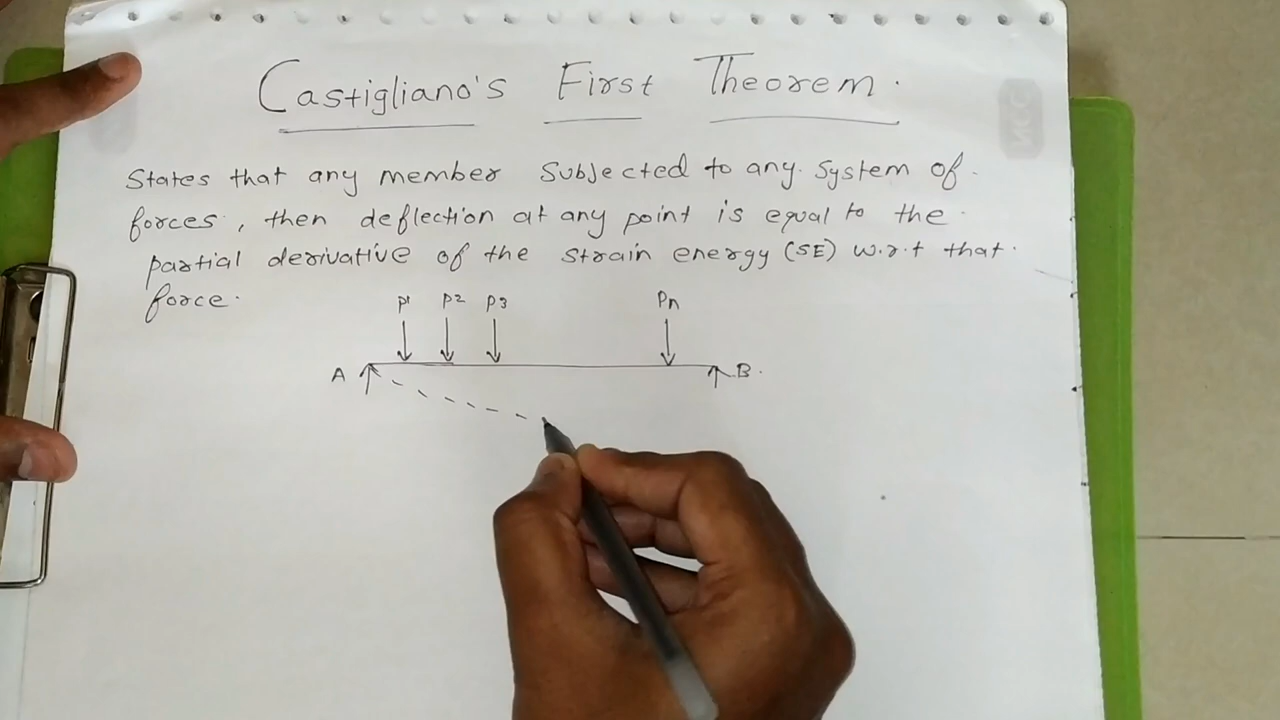 Castigliano's First Theorem.
States that any member subjected to any system of
forces, then deflection at any point is equal to the
partial derivative of the strain energy (SE) w.r.t that
force.
P1 P2 P3 Pn
A B.